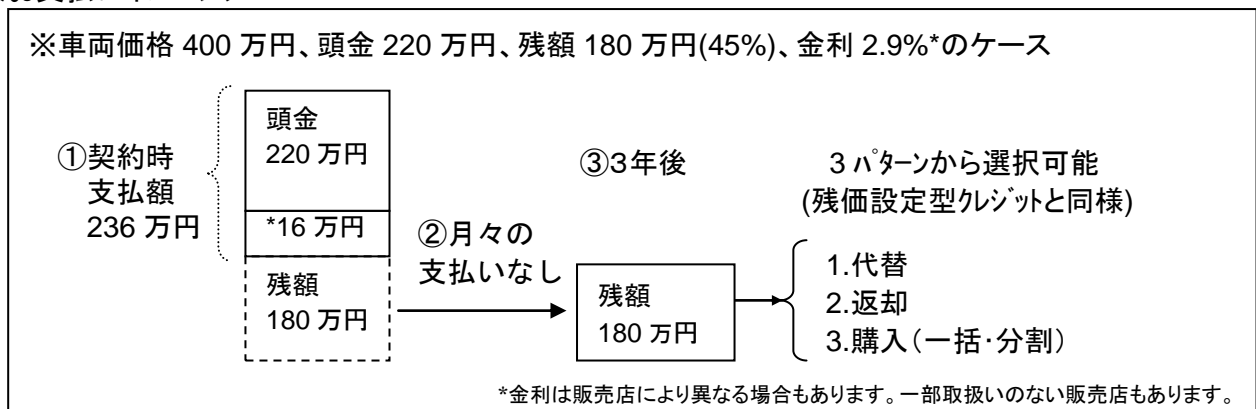 ※車両価格 400 万円、頭金 220 万円、残額 180 万円(45%)、金利 2.9%*のケース
頭金
220 万円
①契約時
支払額
236 万円
*16 万円
残額
180 万円
②月々の
支払いなし
③3年後
残額
180 万円
3 ﾊﾟﾀｰﾝから選択可能
(残価設定型ｸﾚｼﾞｯﾄと同様)
1.代替
2.返却
3.購入(一括・分割)
*金利は販売店により異なる場合もあります。一部取扱いのない販売店もあります。